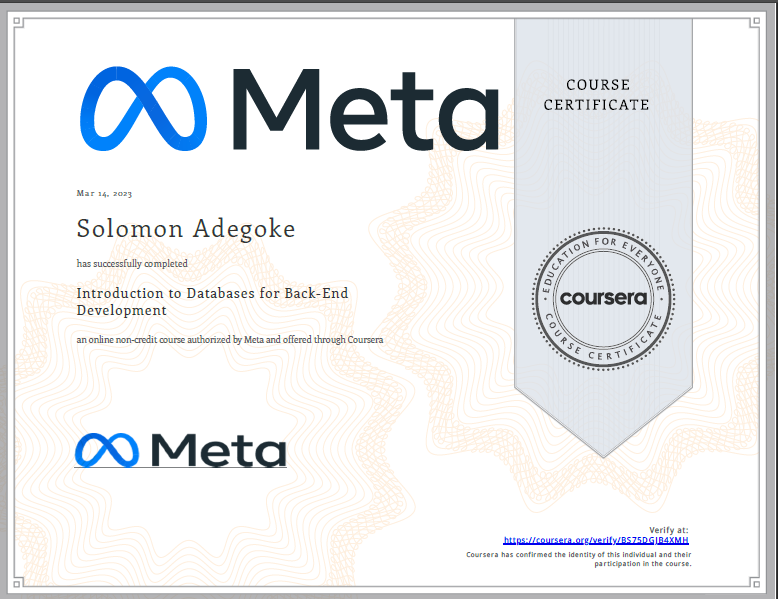 Meta
COURSE
CERTIFICATE
Mar 14, 2023
Solomon Adegoke
has successfully completed
Introduction to Databases for Back-End
Development
an online non-credit course authorized by Meta and offered through Coursera
EDUCATION FOR EVERYONE
coursera
COURSE CERTIFICATE
Meta
Verify at:
https://coursera.org/verify/BS75DGJB4XMH
Coursera has confirmed the identity of this individual and their
participation in the course.